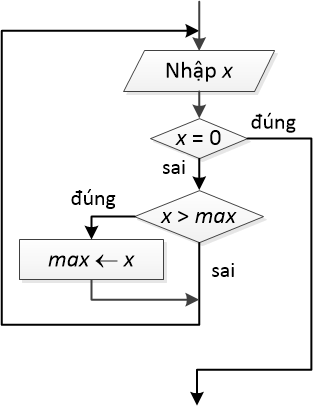 Nhập x
x = 0
đúng
sai
x > max
đúng
max ← x
sai